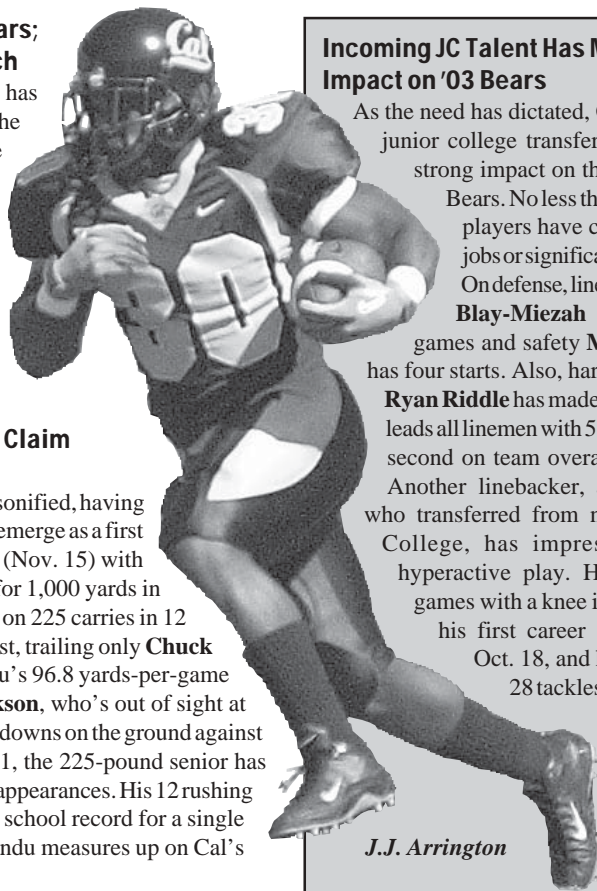 ars;
ch
has
he
e
Claim
sonified, having
emerge as a first
(Nov. 15) with
for 1,000 yards in
on 225 carries in 12
st, trailing only Chuck
u's 96.8 yards-per-game
kson, who's out of sight at
downs on the ground against
1, the 225-pound senior has
appearances. His 12 rushing
school record for a single
ndu measures up on Cal's
Cal
30
Incoming JC Talent Has M
Impact on '03 Bears
As the need has dictated, C
junior college transfer
strong impact on th
Bears. No less th
players have c
jobs or significa
On defense, line
Blay-Miezah
games and safety M
has four starts. Also, har
Ryan Riddle has made
leads all linemen with 5
second on team overa
Another linebacker,
who transferred from n
College, has impres
hyperactive play. H
games with a knee i
his first career
Oct. 18, and h
28 tackles
J.J. Arrington